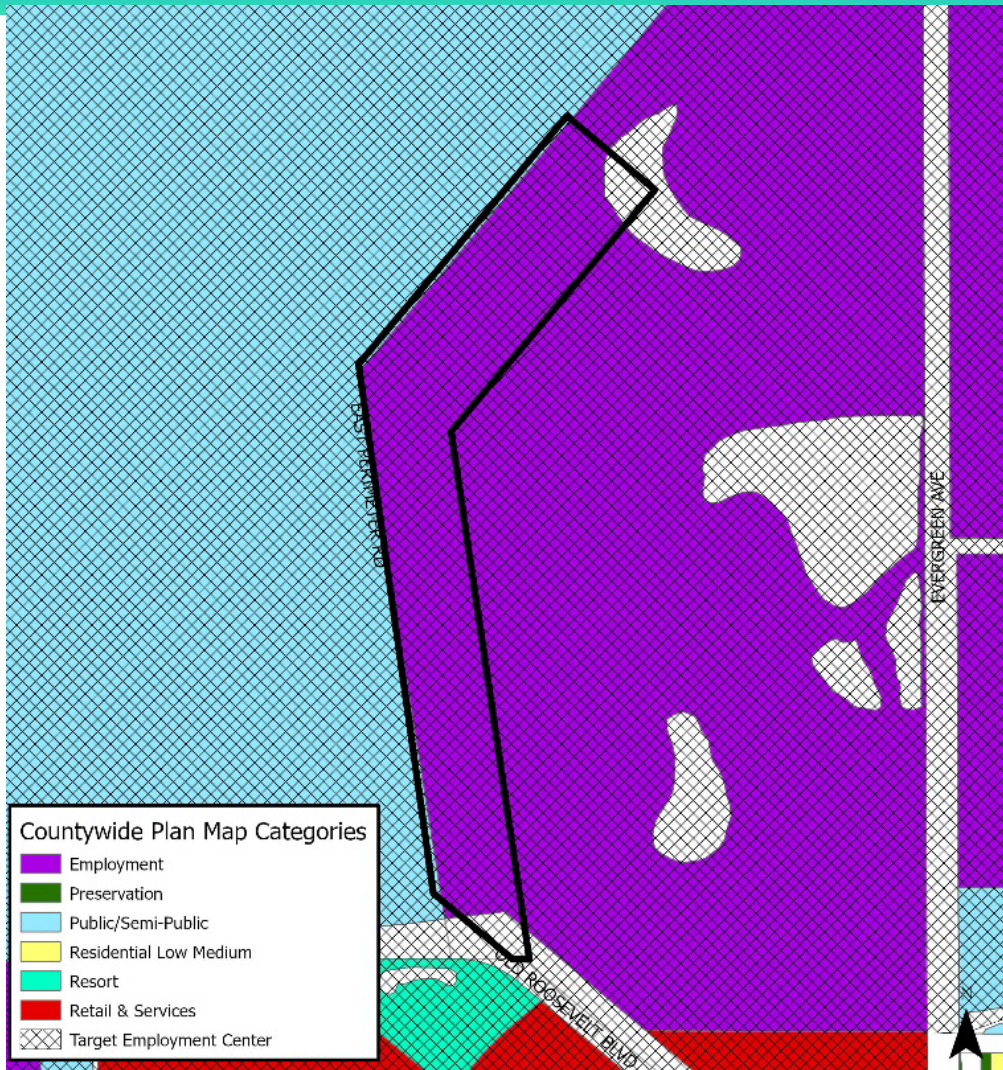 EAST PERIMETER RD
EVERGREEN AVE
OLD ROOSEVELT BLVD
N
Countywide Plan Map Categories
Employment
Preservation
Public/Semi-Public
Residential Low Medium
Resort
Retail & Services
Target Employment Center